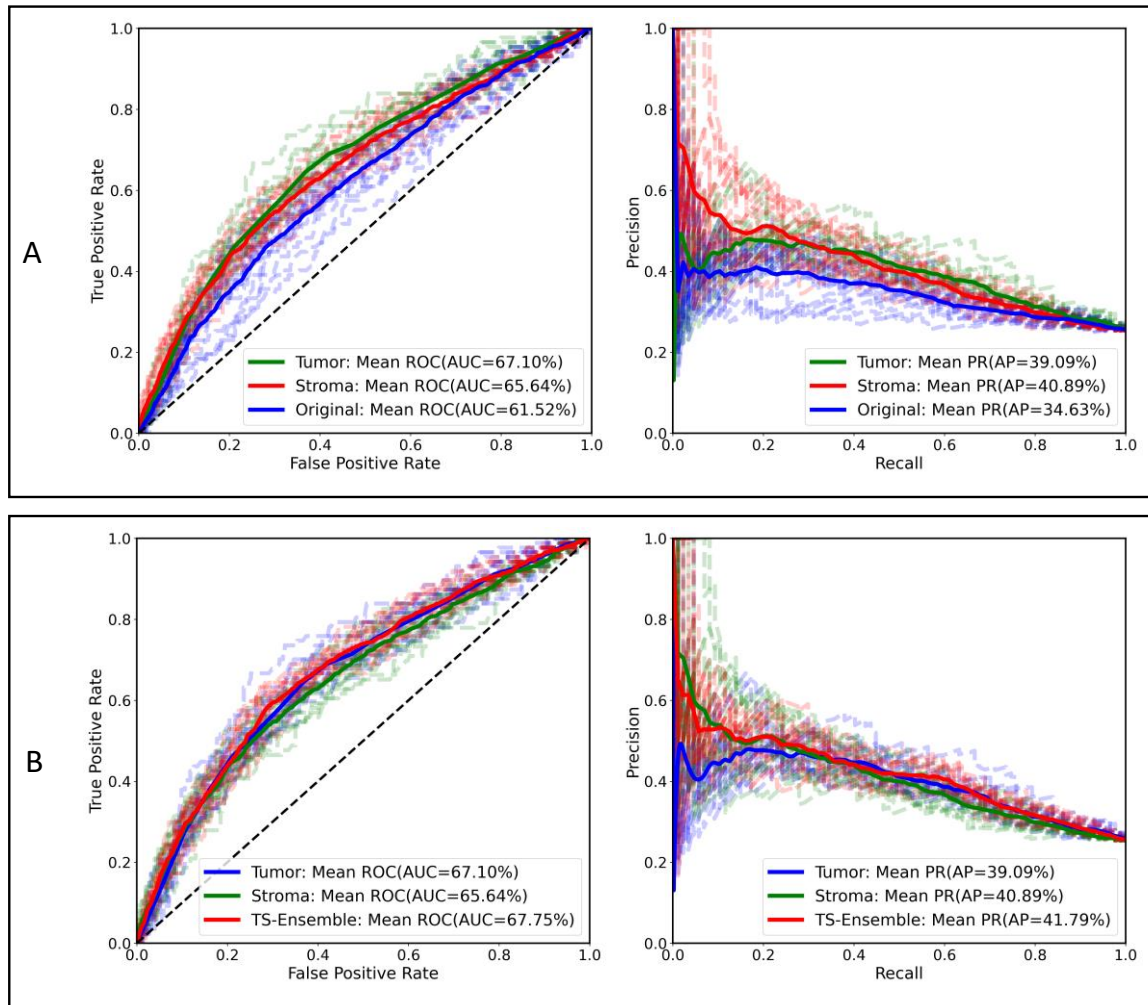 A
True Positive Rate
1.0
0.8
0.6
0.4
0.2
0.0
Tumor: Mean ROC(AUC=67.10%)
Stroma: Mean ROC(AUC=65.64%)
Original: Mean ROC(AUC=61.52%)
0.0 0.2 0.4 0.6 0.8 1.0
False Positive Rate
Precision
1.0
0.8
0.6
0.4
0.2
0.0
Tumor: Mean PR(AP=39.09%)
Stroma: Mean PR(AP=40.89%)
Original: Mean PR(AP=34.63%)
0.0 0.2 0.4 0.6 0.8 1.0
Recall
B
True Positive Rate
1.0
0.8
0.6
0.4
0.2
0.0
Tumor: Mean ROC(AUC=67.10%)
Stroma: Mean ROC(AUC=65.64%)
TS-Ensemble: Mean ROC(AUC=67.75%)
0.0 0.2 0.4 0.6 0.8 1.0
False Positive Rate
Precision
1.0
0.8
0.6
0.4
0.2
0.0
Tumor: Mean PR(AP=39.09%)
Stroma: Mean PR(AP=40.89%)
TS-Ensemble: Mean PR(AP=41.79%)
0.0 0.2 0.4 0.6 0.8 1.0
Recall